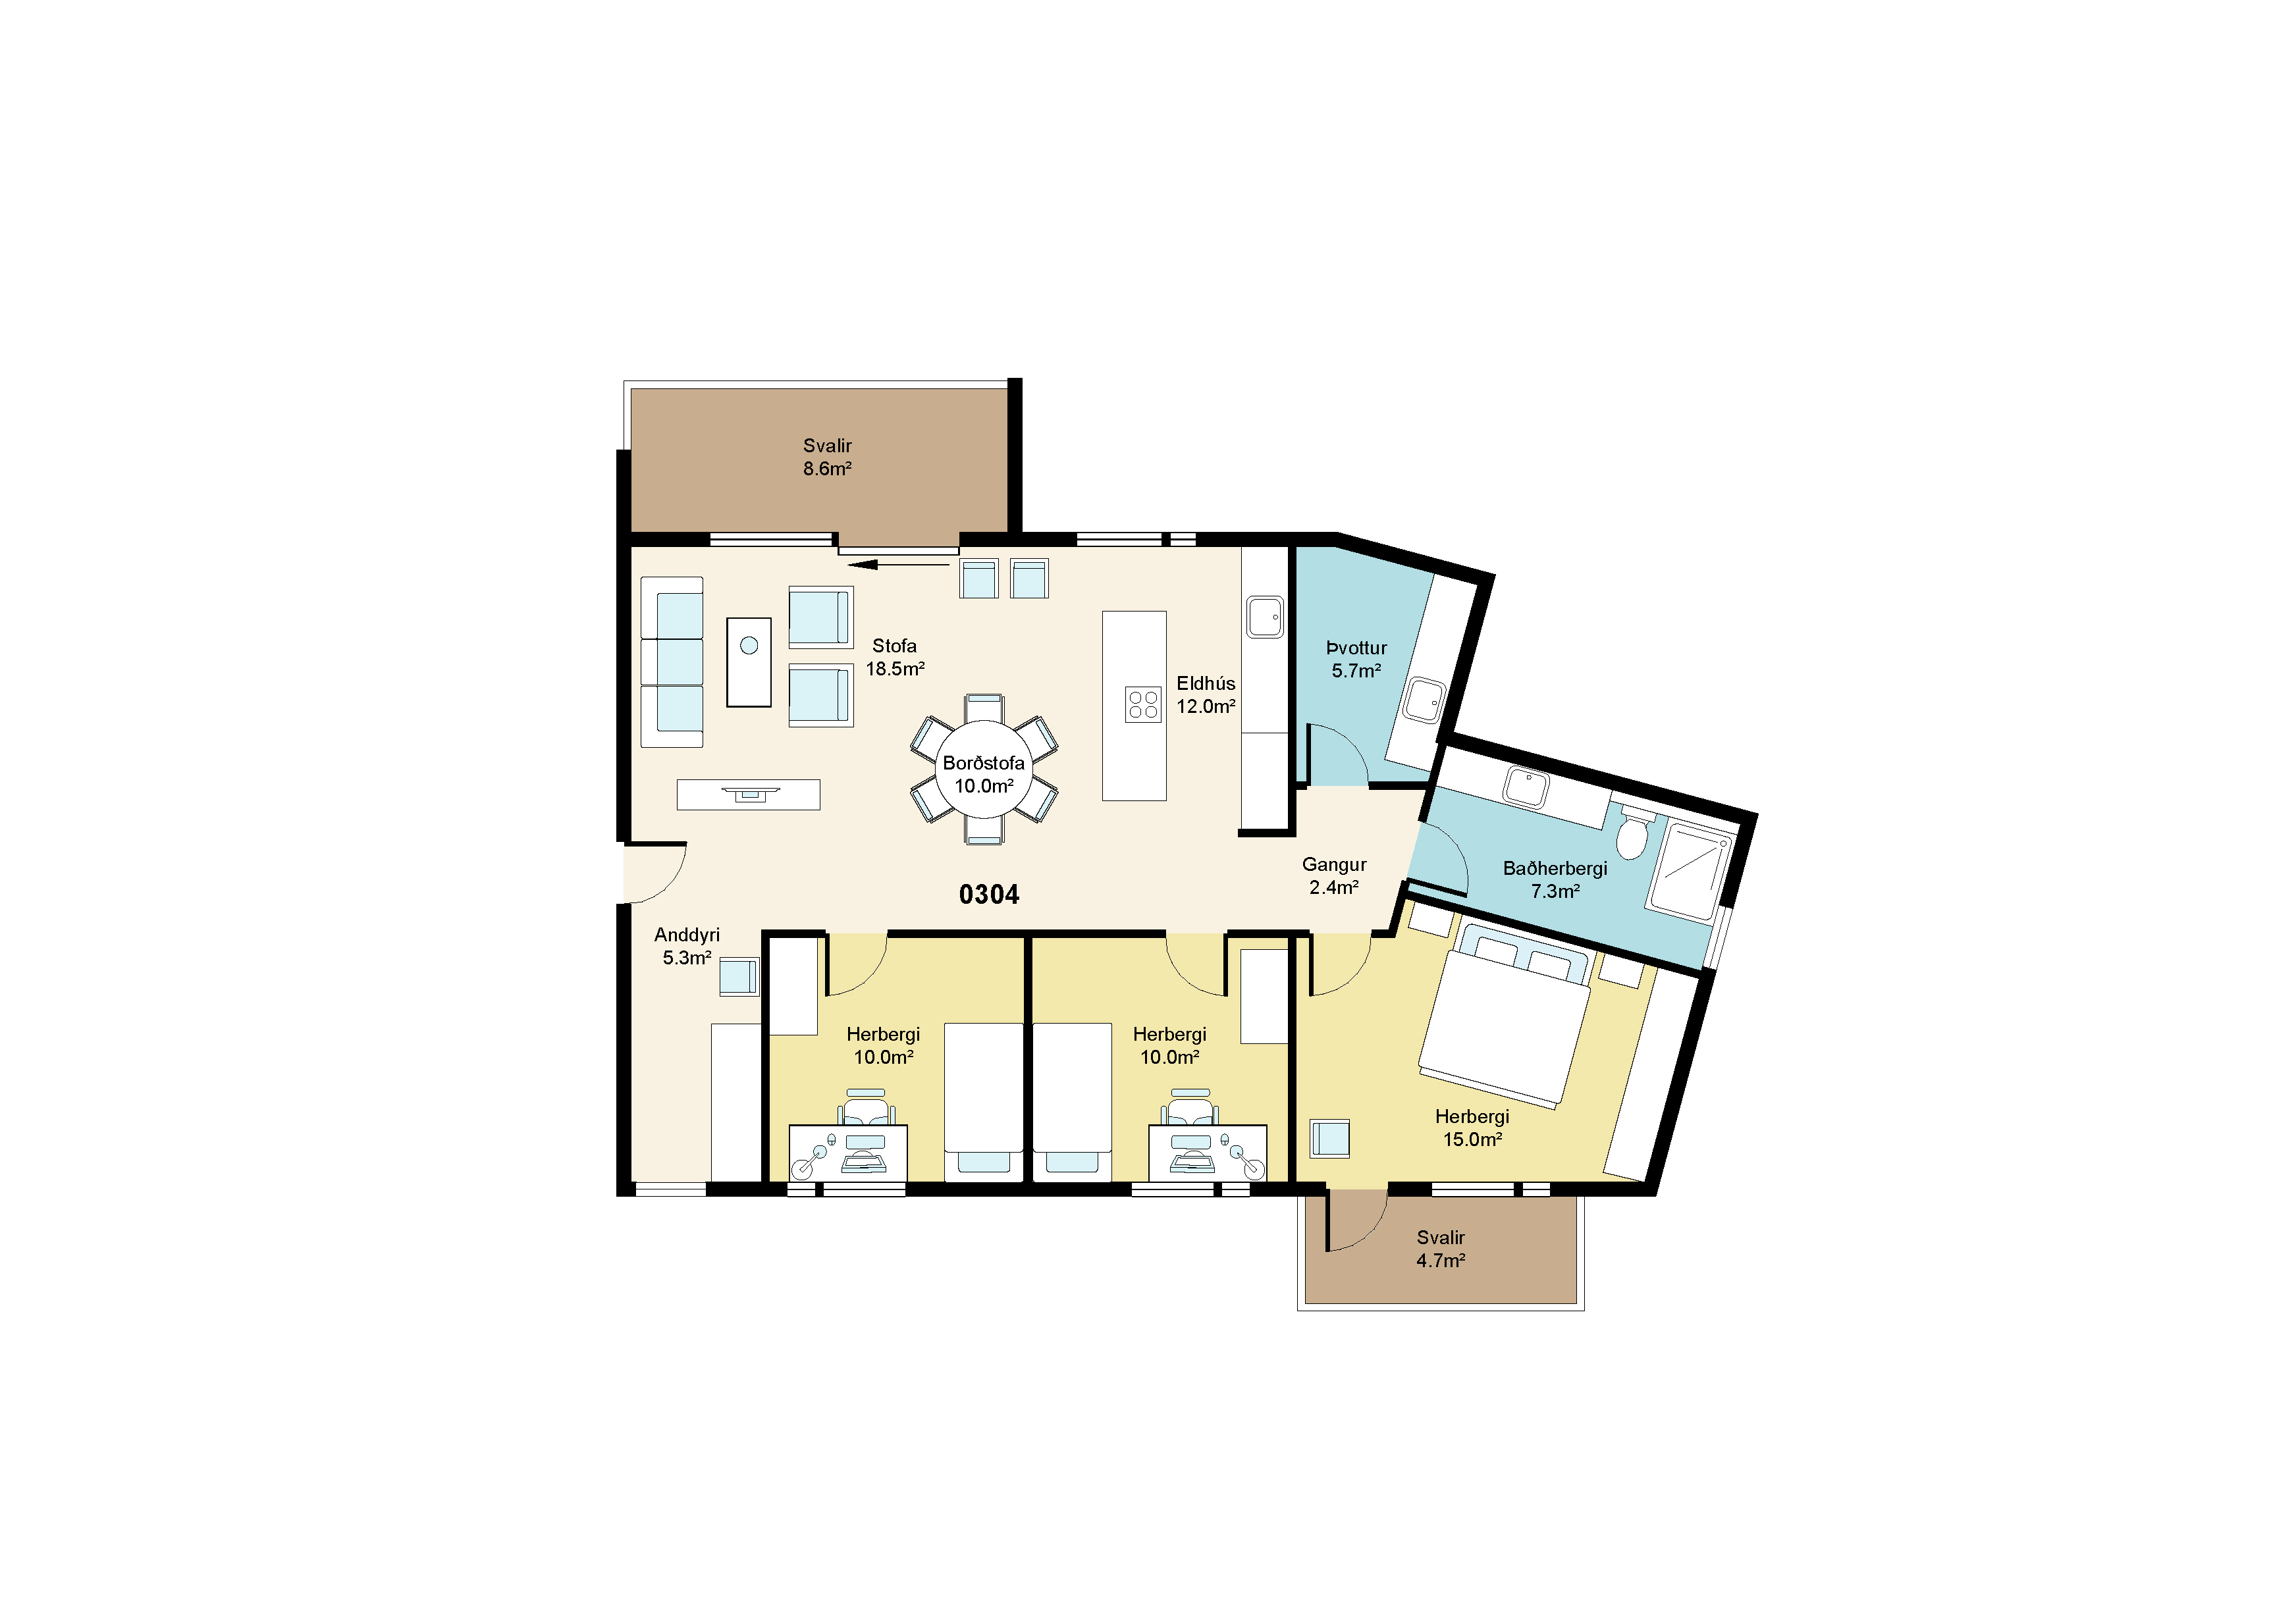 Svalir
8.6m²
Stofa
18.5m²
Þvottur
5.7m²
Eldhús
12.0m²
Borðstofa
10.0m²
Gangur
2.4m²
Baðherbergi
7.3m²
0304
Anddyri
5.3m²
Herbergi
10.0m²
Herbergi
10.0m²
Herbergi
15.0m²
Svalir
4.7m²